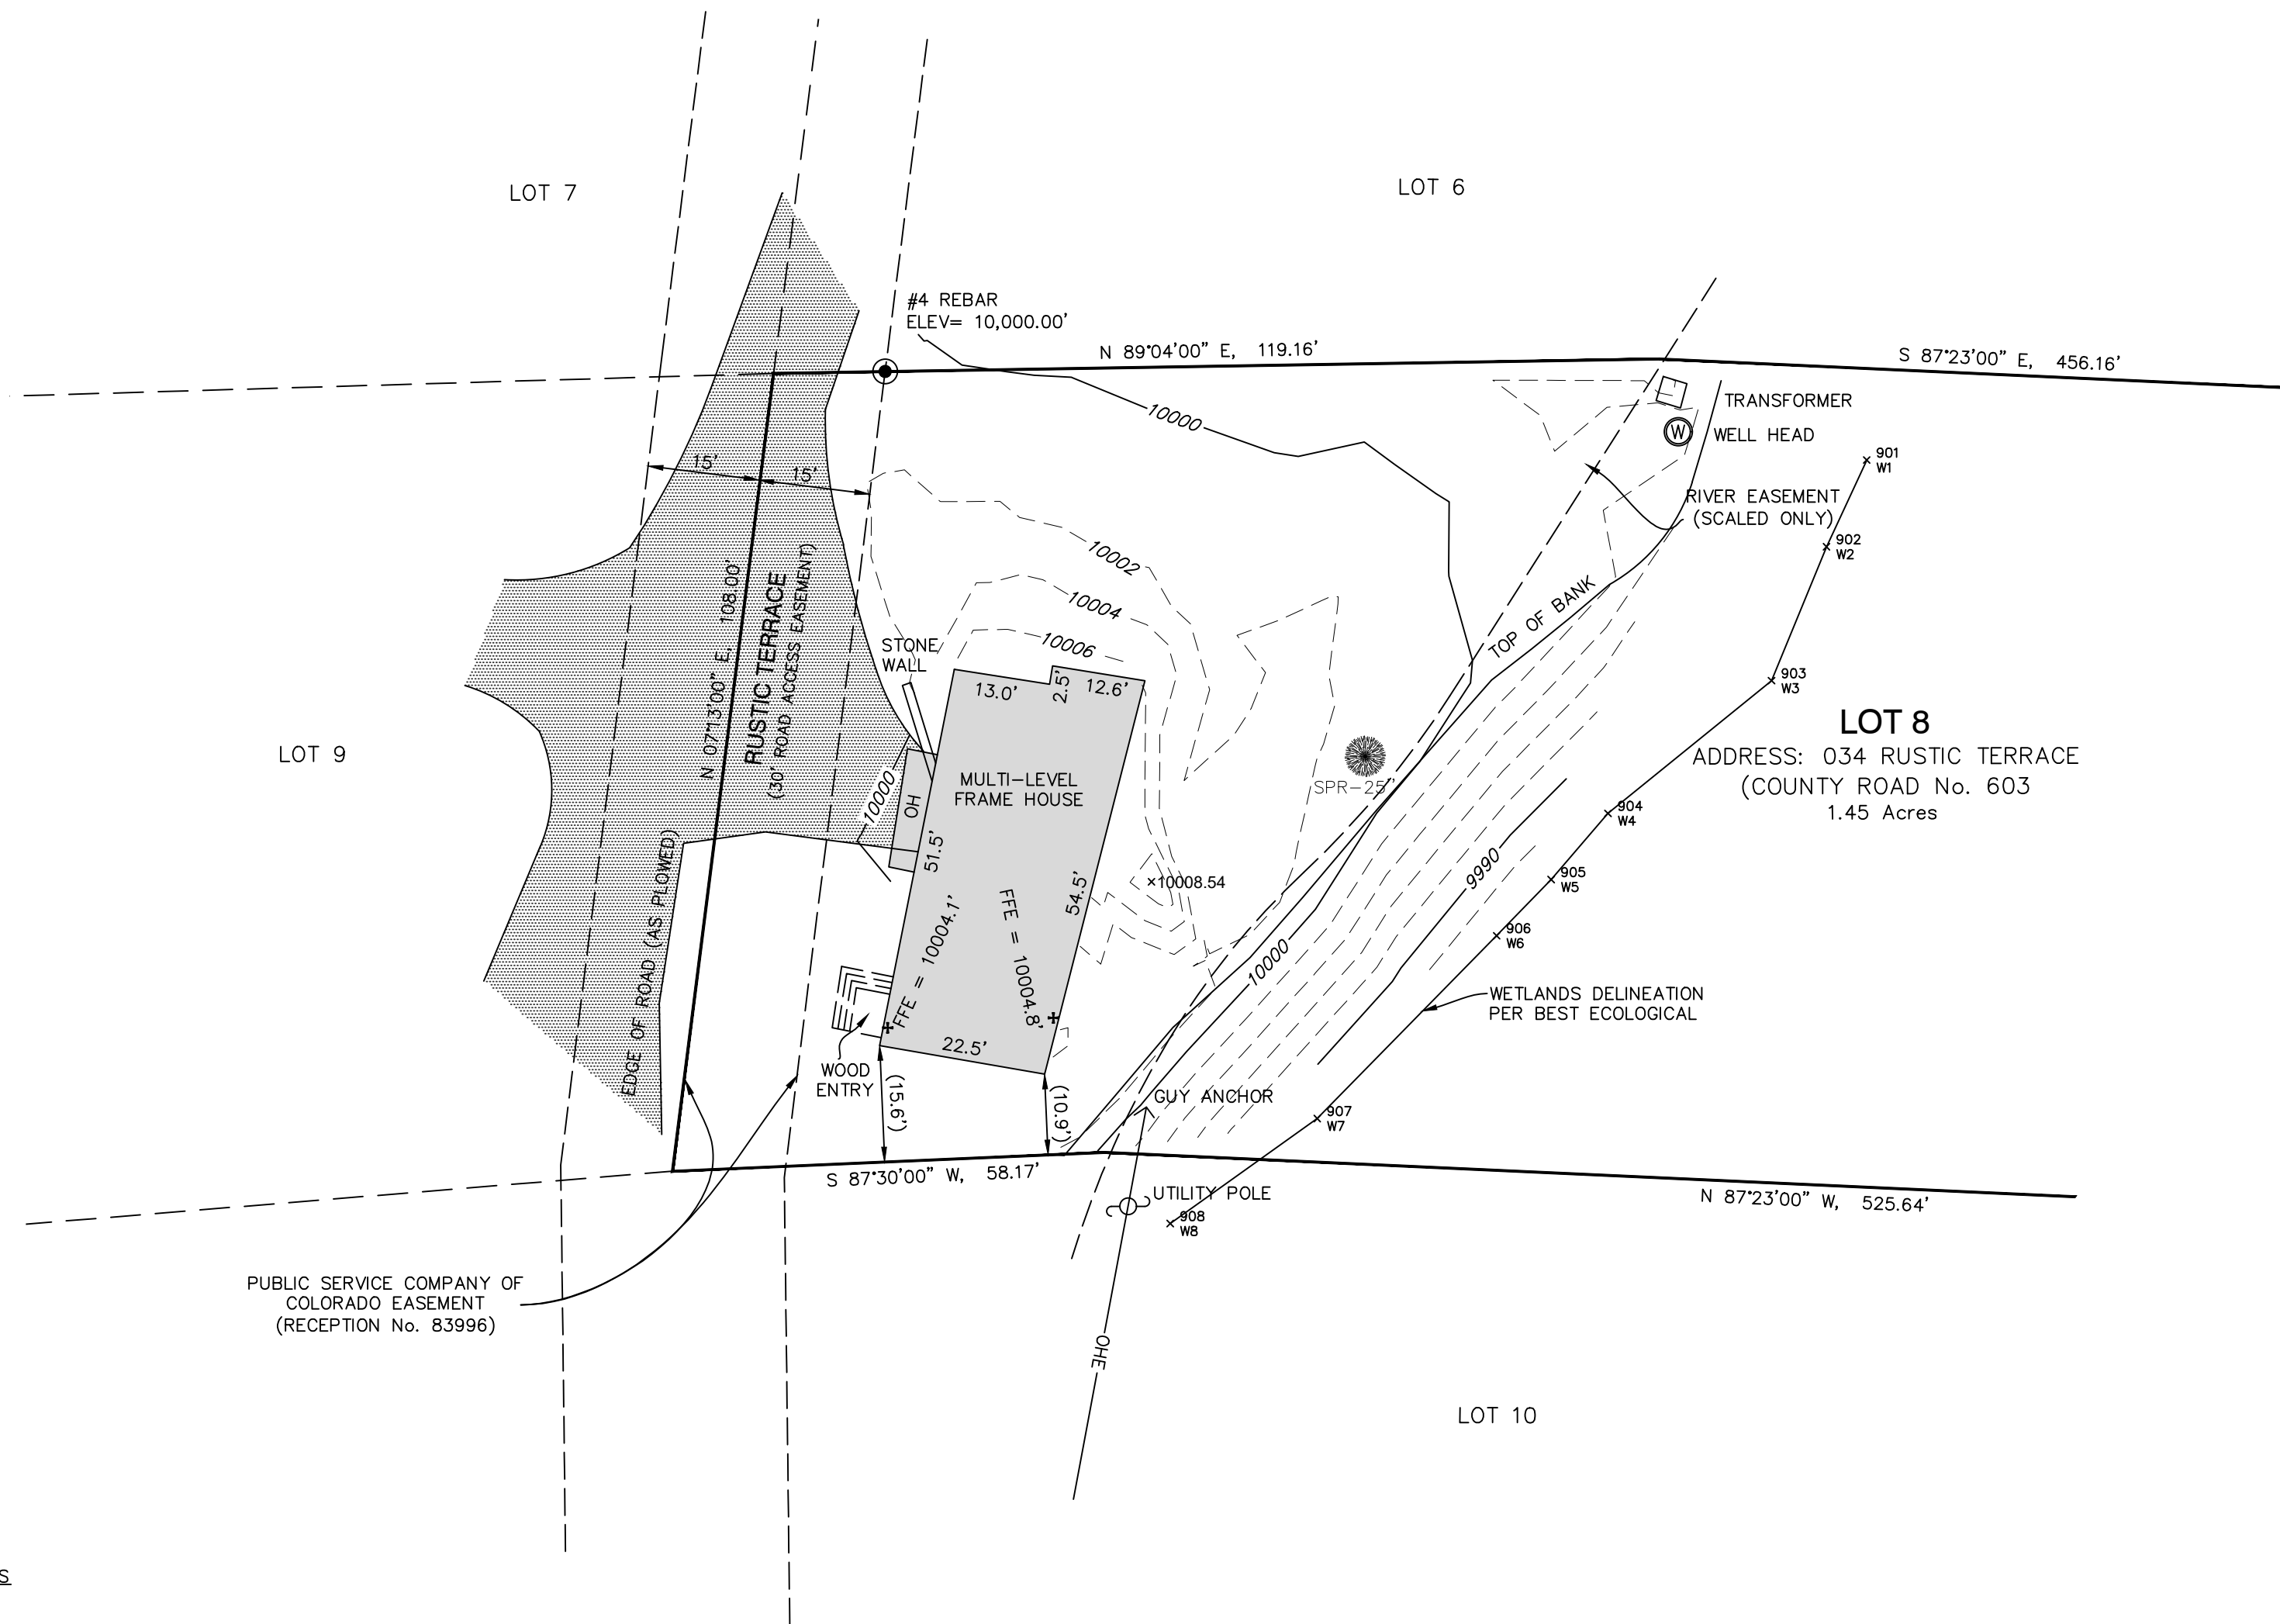 LOT 7
LOT 6
#4 REBAR
ELEV= 10,000.00'
N 89°04'00" E, 119.16'
S 87°23'00" E, 456.16'
10000
TRANSFORMER
W
WELL HEAD
901
W1
15'
15'
RIVER EASEMENT
(SCALED ONLY)
902
W2
10002
10004
10006
TOP OF BANK
N 07°13'00" E, 108.00'
RUSTIC TERRACE
(30' ROAD ACCESS EASEMENT)
STONE
WALL
13.0'
2.5'
12.6'
903
W3
LOT 9
LOT 8
ADDRESS: 034 RUSTIC TERRACE
(COUNTY ROAD No. 603
1.45 Acres
MULTI-LEVEL
FRAME HOUSE
SPR-25'
10000
OH
51.5'
54.5'
904
W4
9990
905
W5
10008.54
EDGE OF ROAD (AS PLOWED)
FFE = 10004.1'
FFE = 10004.8'
906
W6
10000
WETLANDS DELINEATION
PER BEST ECOLOGICAL
22.5'
WOOD
ENTRY
(15.6')
(10.9')
GUY ANCHOR
907
W7
S 87°30'00" W, 58.17'
UTILITY POLE
908
W8
N 87°23'00" W, 525.64'
PUBLIC SERVICE COMPANY OF
COLORADO EASEMENT
(RECEPTION No. 83996)
OHE
LOT 10
S